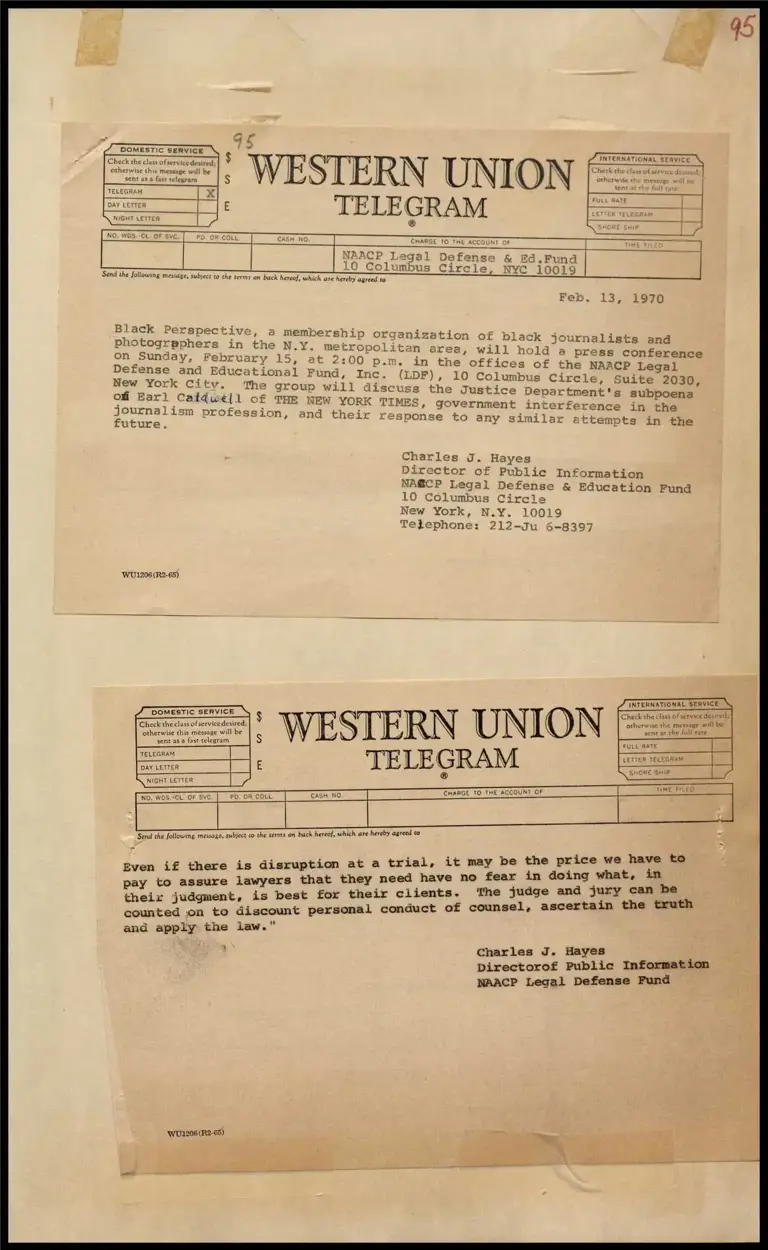 95
95
DOMESTIC SERVICE
Check the class of service desired;
otherwise this message will be
sent as a fast telegram
TELEGRAM X
DAY LETTER
NIGHT LETTER
$
S
E
WESTERN UNION
TELEGRAM
®
INTERNATIONAL SERVICE
Check the class of service desired;
otherwise the message will be
sent at the full rate
FULL RATE
LETTER TELEGRAM
SHORE SHIP
NO. WDS.-CL. OF SVC. PD. OR COLL. CASH NO. CHARGE TO THE ACCOUNT OF TIME FILED
NAACP Legal Defense & Ed.Fund
10 Columbus Circle, NYC 10019
Send the following message, subject to the terms on back hereof, which are hereby agreed to
Feb. 13, 1970
Black Perspective, a membership organization of black journalists and
photographers in the N.Y. metropolitan area, will hold a press conference
on Sunday, February 15, at 2:00 p.m. in the offices of the NAACP Legal
Defense and Educational Fund, Inc. (LDF), 10 Columbus Circle, Suite 2030,
New York City. The group will discuss the Justice Department's subpoena
of Earl Caldwell of THE NEW YORK TIMES, government interference in the
journalism profession, and their response to any similar attempts in the
future.
Charles J. Hayes
Director of Public Information
NAACP Legal Defense & Education Fund
10 Columbus Circle
New York, N.Y. 10019
Telephone: 212-Ju 6-8397
WU1206(R2-65)
DOMESTIC SERVICE
Check the class of service desired;
otherwise this message will be
sent as a fast telegram
TELEGRAM
DAY LETTER
NIGHT LETTER
$
S
E
WESTERN UNION
TELEGRAM
®
INTERNATIONAL SERVICE
Check the class of service desired;
otherwise the message will be
sent at the full rate
FULL RATE
LETTER TELEGRAM
SHORE SHIP
NO. WDS.-CL. OF SVC. PD. OR COLL. CASH NO. CHARGE TO THE ACCOUNT OF TIME FILED
Send the following message, subject to the terms on back hereof, which are hereby agreed to
Even if there is disruption at a trial, it may be the price we have to
pay to assure lawyers that they need have no fear in doing what, in
their judgment, is best for their clients. The judge and jury can be
counted on to discount personal conduct of counsel, ascertain the truth
and apply the law."
Charles J. Hayes
Directorof Public Information
NAACP Legal Defense Fund
WU1206(R2-65)